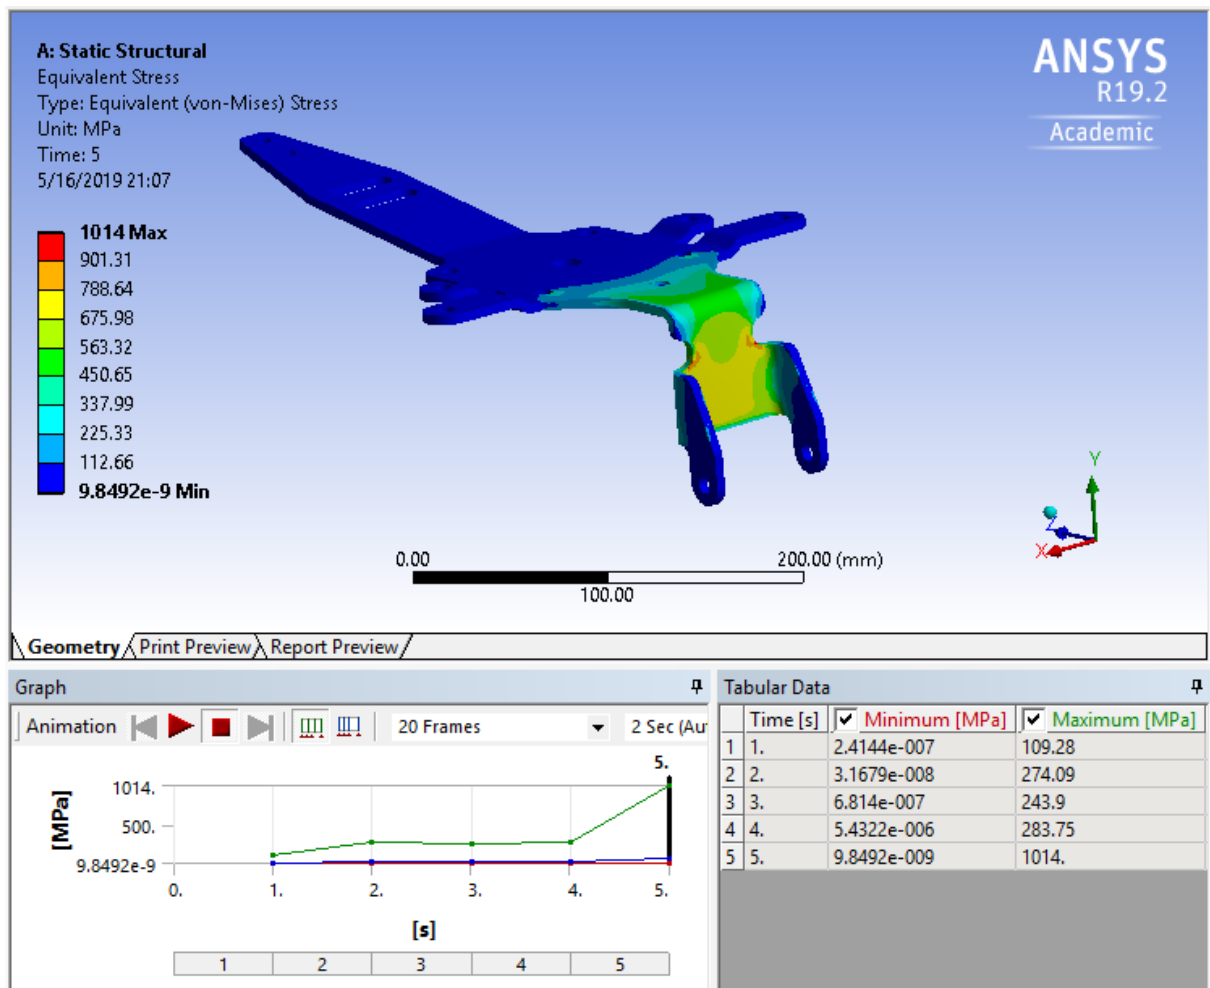 A: Static Structural
Equivalent Stress
Type: Equivalent (von-Mises) Stress
Unit: MPa
Time: 5
5/16/2019 21:07
ANSYS
R19.2
Academic
1014 Max
901.31
788.64
675.98
563.32
450.65
337.99
225.33
112.66
9.8492e-9 Min
Y
Z
X
0.00 200.00 (mm)
100.00
Geometry Print Preview Report Preview
Graph
Animation 20 Frames 2 Sec (Au
5.
1014.
500.
9.8492e-9
[MPa]
0. 1. 2. 3. 4. 5.
[s]
1 2 3 4 5
Tabular Data
Time [s] Minimum [MPa] Maximum [MPa]
1 1. 2.4144e-007 109.28
2 2. 3.1679e-008 274.09
3 3. 6.814e-007 243.9
4 4. 5.4322e-006 283.75
5 5. 9.8492e-009 1014.